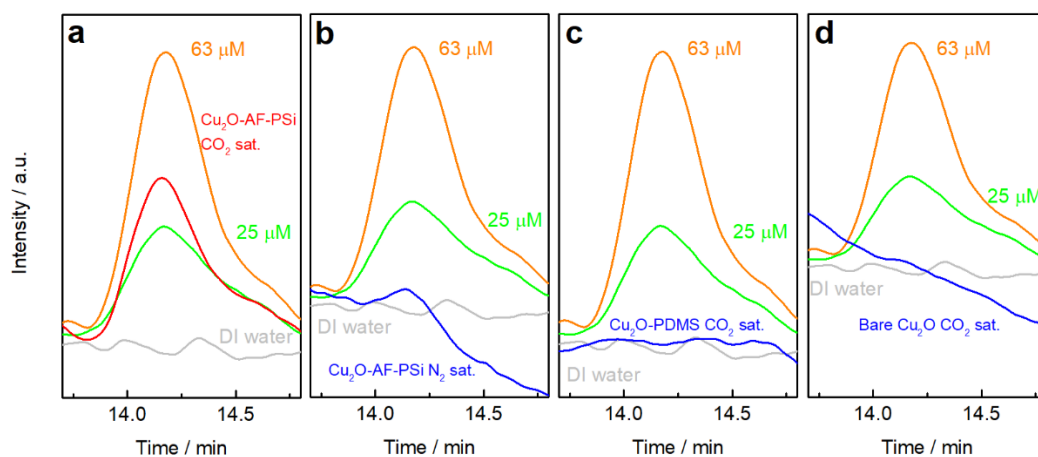 Intensity / a.u.
a
63 μM
Cu₂O-AF-PSi
CO₂ sat.
25 μM
DI water
14.0 14.5
Time / min
b
63 μM
25 μM
DI water
Cu₂O-AF-PSi N₂ sat.
14.0 14.5
Time / min
c
63 μM
25 μM
Cu₂O-PDMS CO₂ sat.
DI water
14.0 14.5
Time / min
d
63 μM
25 μM
DI water
Bare Cu₂O CO₂ sat.
14.0 14.5
Time / min